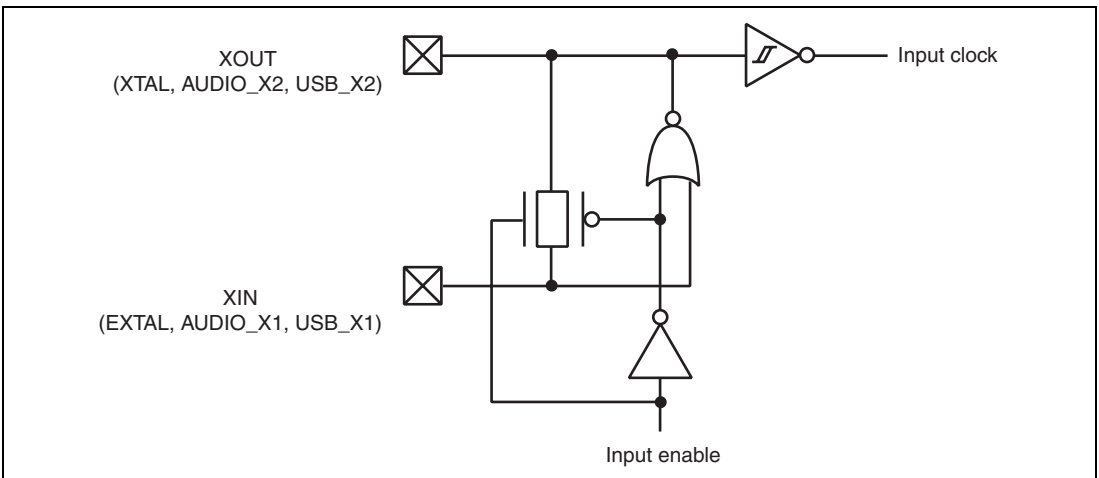 XOUT
(XTAL, AUDIO_X2, USB_X2)
Input clock
XIN
(EXTAL, AUDIO_X1, USB_X1)
Input enable